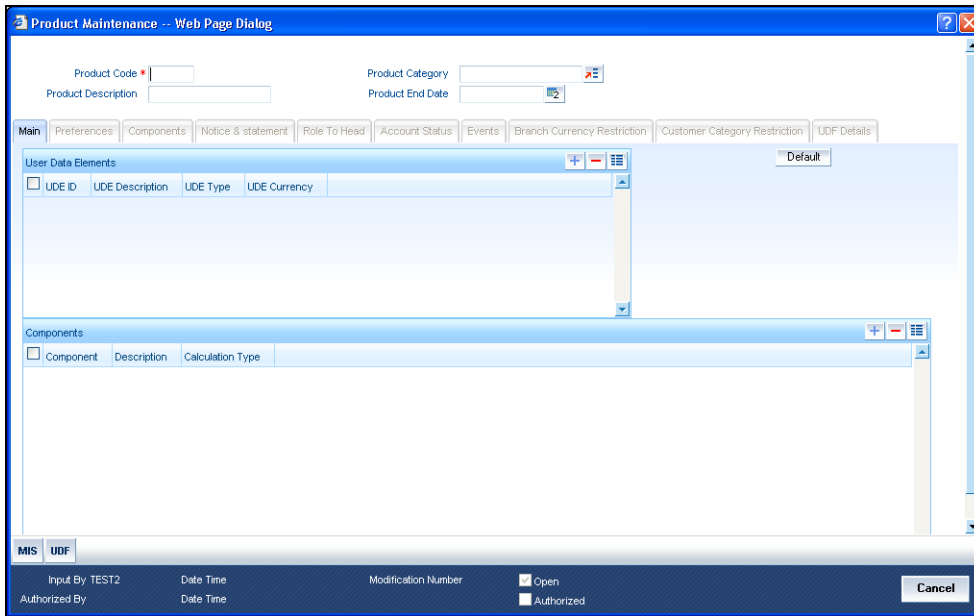 Product Maintenance -- Web Page Dialog
Product Code * Product Category
Product Description Product End Date
Main Preferences Components Notice & statement Role To Head Account Status Events Branch Currency Restriction Customer Category Restriction UDF Details
User Data Elements
Default
UDE ID UDE Description UDE Type UDE Currency
Components
Component Description Calculation Type
MIS UDF
Input By TEST2 Date Time Modification Number Open
Authorized By Date Time Authorized
Cancel